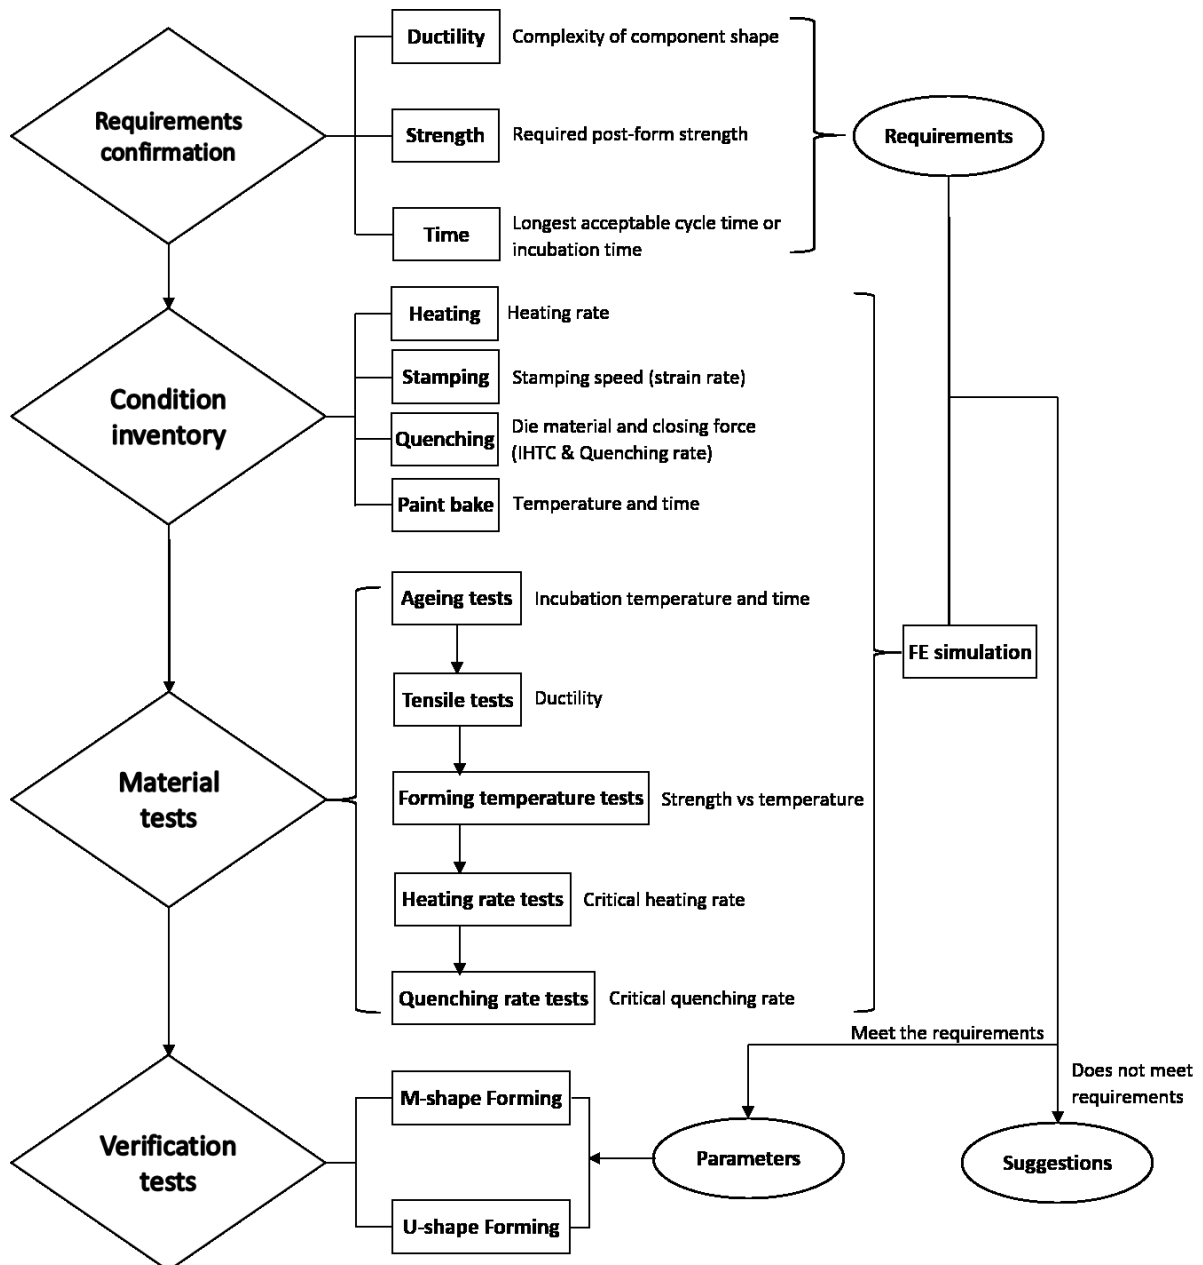 Requirements
confirmation
Ductility
Complexity of component shape
Strength
Required post-form strength
Time
Longest acceptable cycle time or
incubation time
Requirements
Condition
inventory
Heating
Heating rate
Stamping
Stamping speed (strain rate)
Quenching
Die material and closing force
(IHTC & Quenching rate)
Paint bake
Temperature and time
Material
tests
Ageing tests
Incubation temperature and time
Tensile tests
Ductility
Forming temperature tests
Strength vs temperature
Heating rate tests
Critical heating rate
Quenching rate tests
Critical quenching rate
FE simulation
Meet the requirements
Does not meet
requirements
Verification
tests
M-shape Forming
U-shape Forming
Parameters
Suggestions